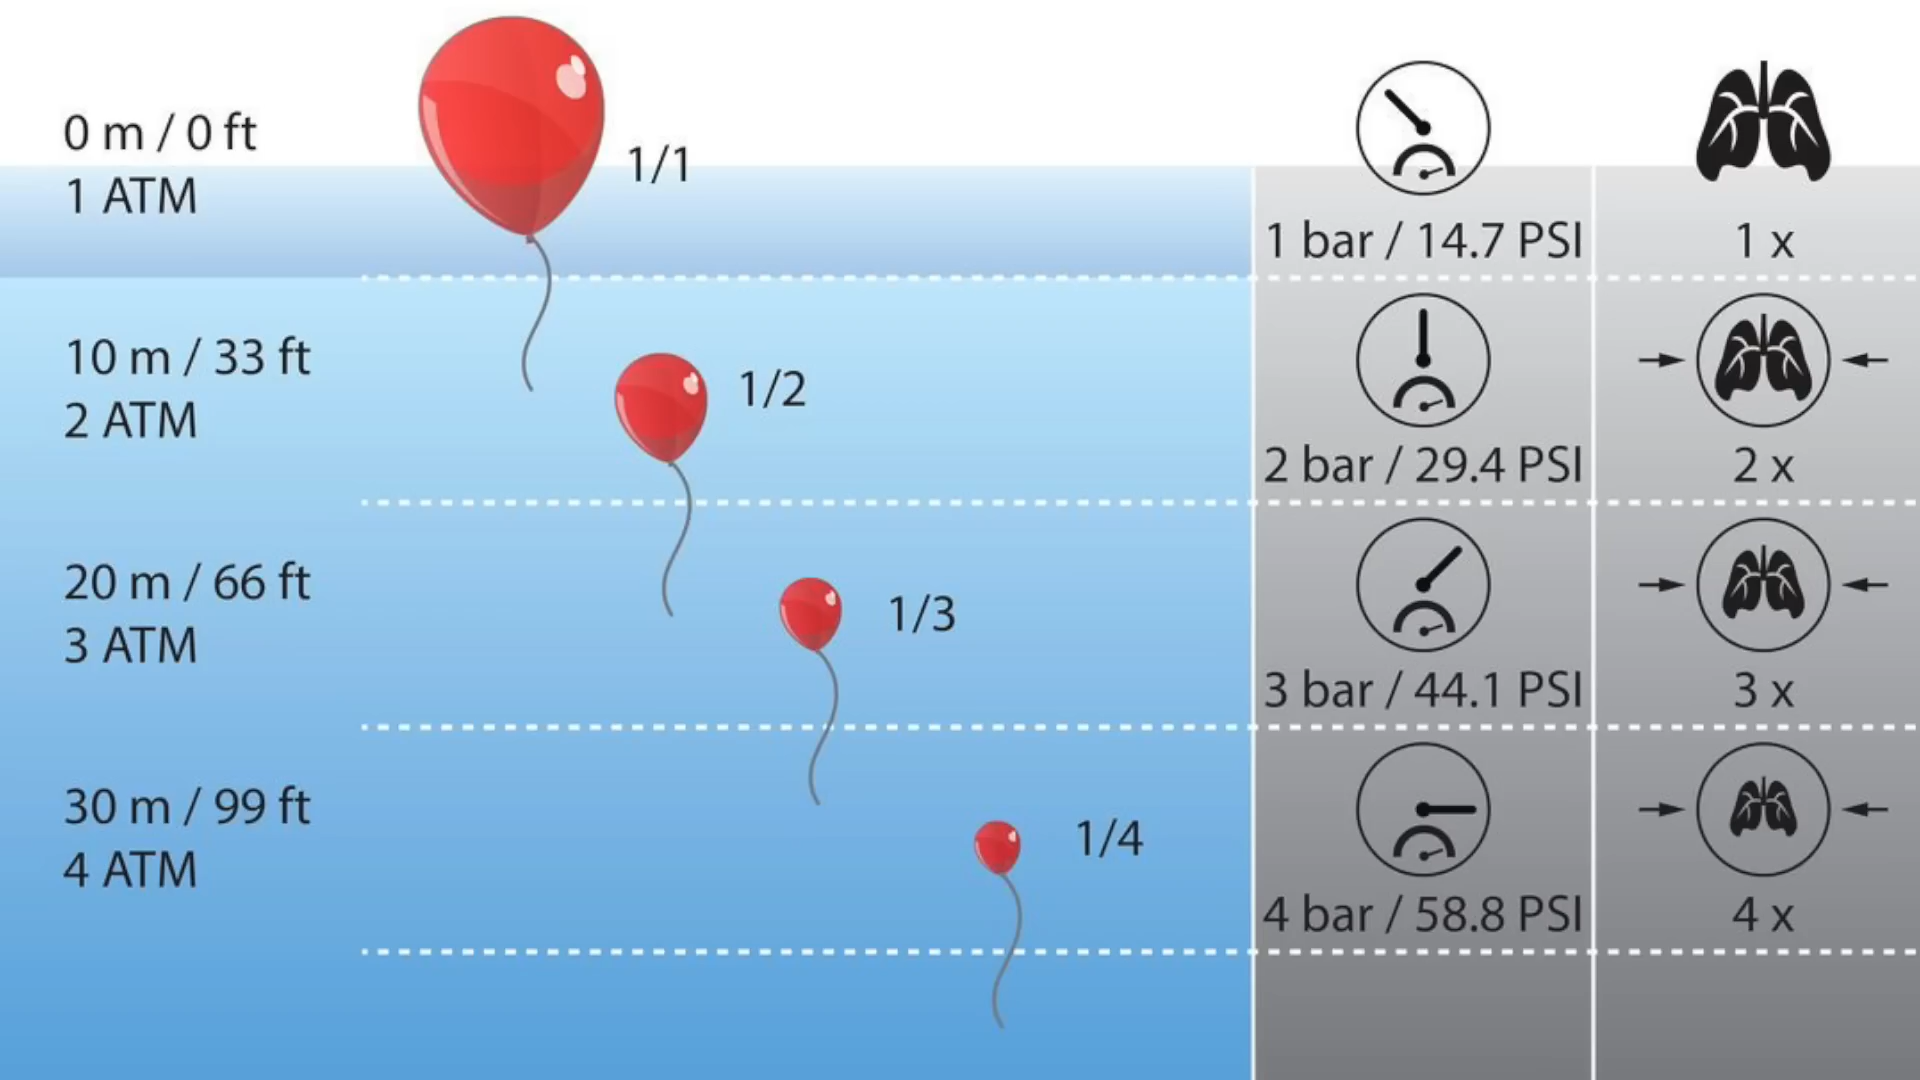 0 m / 0 ft
1 ATM
1/1
1 bar / 14.7 PSI
1 x
10 m / 33 ft
2 ATM
1/2
2 bar / 29.4 PSI
2 x
20 m / 66 ft
3 ATM
1/3
3 bar / 44.1 PSI
3 x
30 m / 99 ft
4 ATM
1/4
4 bar / 58.8 PSI
4 x